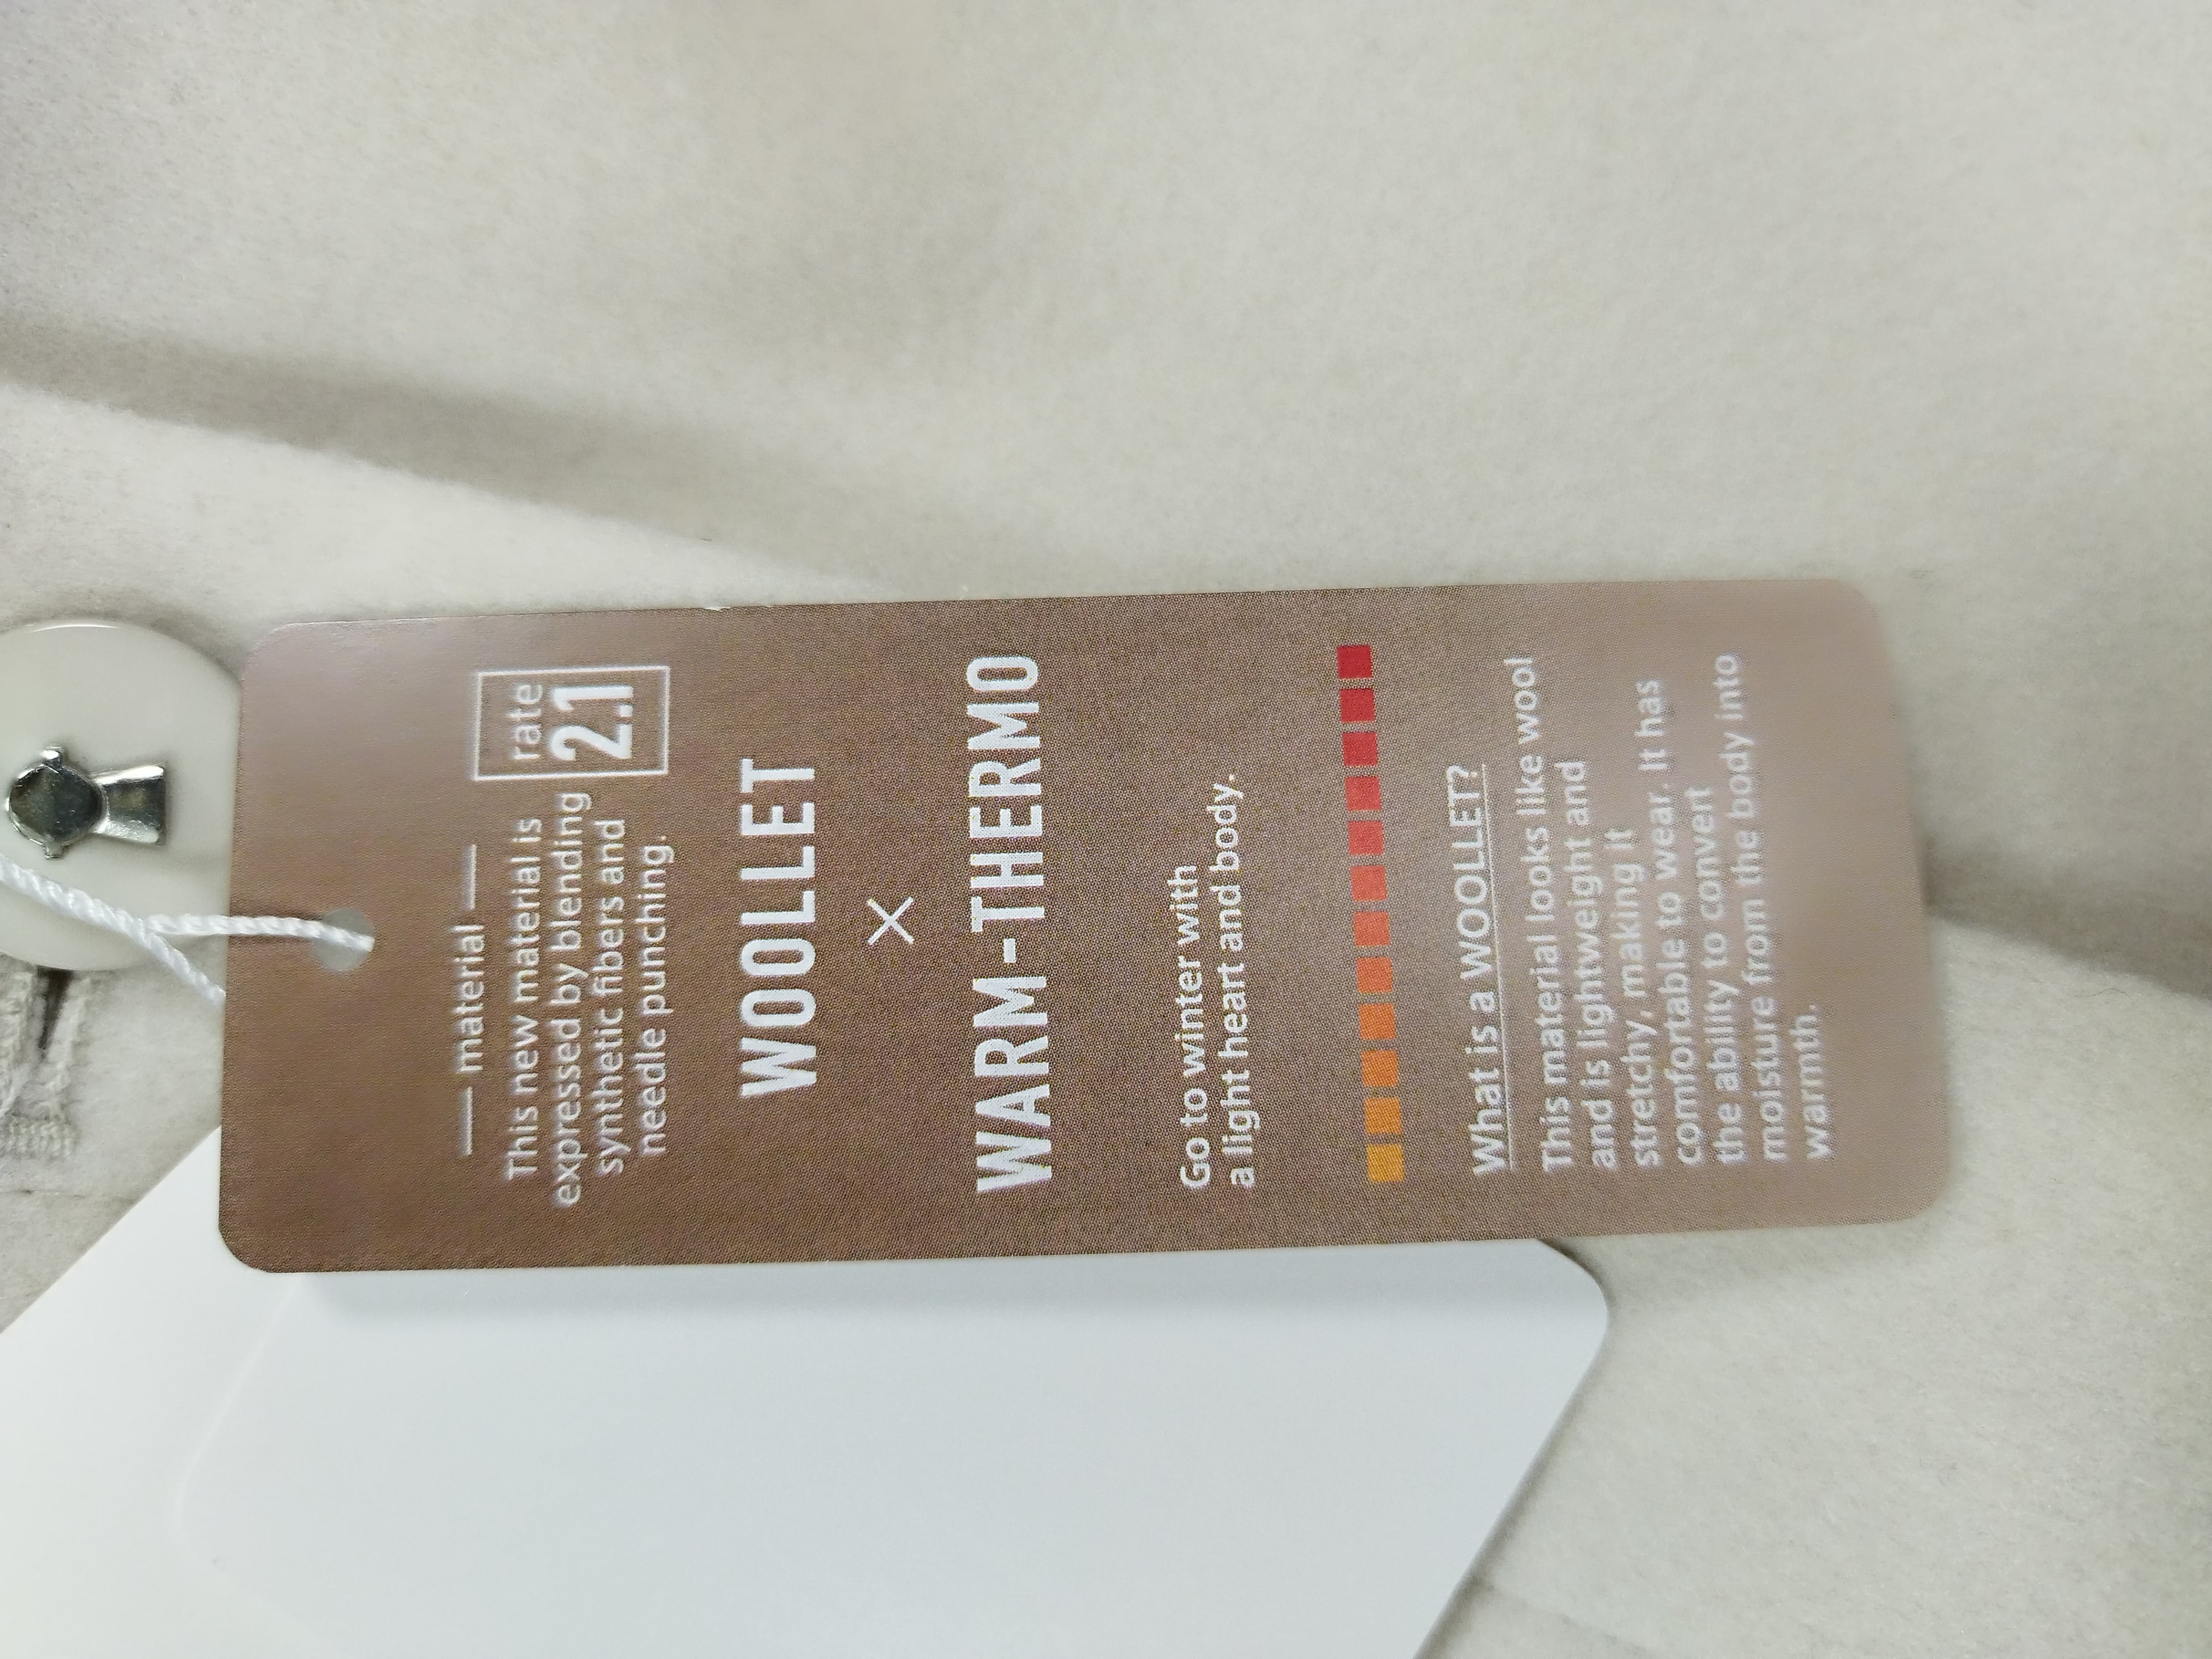 material
This new material is
expressed by blending
synthetic fibers and
needle punching.
rate
2.1
WOOLLET
×
WARM-THERMO
Go to winter with
a light heart and body.
What is a WOOLLET?
This material looks like wool
and is lightweight and
stretchy, making it
comfortable to wear. It has
the ability to convert
moisture from the body into
warmth.